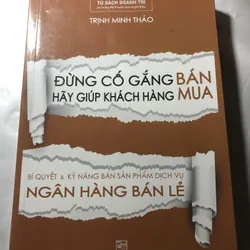 TỦ SÁCH DOANH TRÍ
TRỊNH MINH THẢO
ĐỪNG CỐ GẮNG BÁN
HÃY GIÚP KHÁCH HÀNG MUA
BÍ QUYẾT & KỸ NĂNG BÁN SẢN PHẨM DỊCH VỤ
NGÂN HÀNG BÁN LẺ